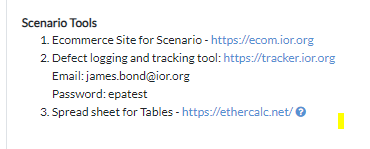 Scenario Tools
1. Ecommerce Site for Scenario - https://ecom.ior.org
2. Defect logging and tracking tool: https://tracker.ior.org
Email: james.bond@ior.org
Password: epatest
3. Spread sheet for Tables - https://ethercalc.net/